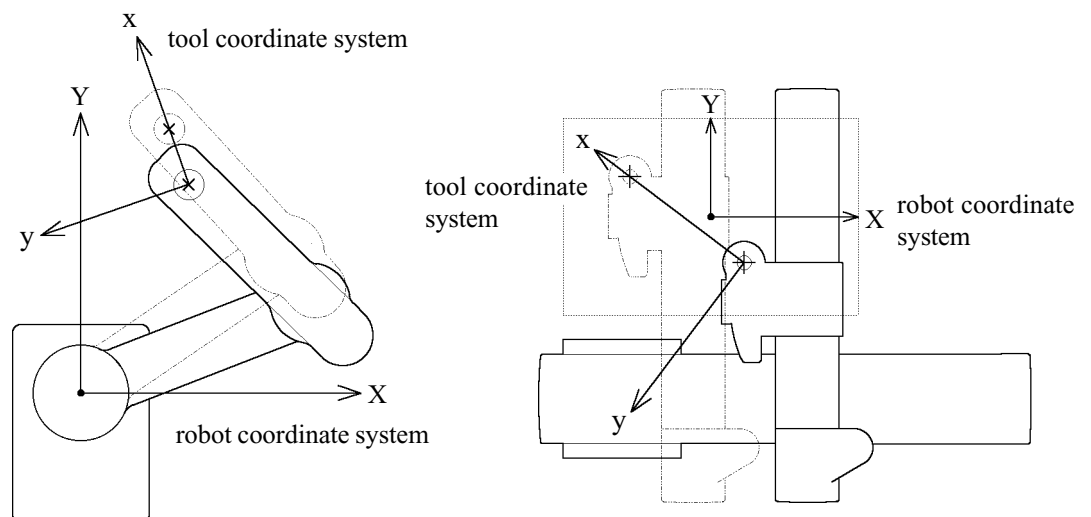 x
tool coordinate system
Y
y
X
robot coordinate system
Y
x
tool coordinate
system
X
robot coordinate
system
y